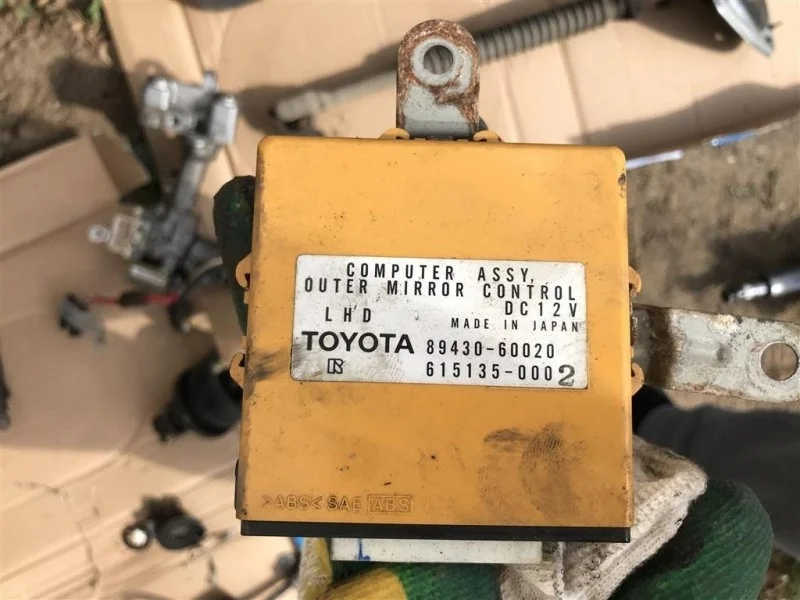 COMPUTER ASSY,
OUTER MIRROR CONTROL
LHD DC12V
MADE IN JAPAN
TOYOTA 89430-60020
R 615135-0002
>ABS< SAE ABS